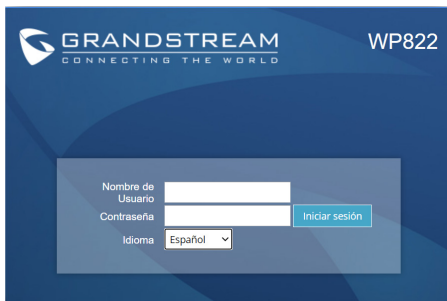 GRANDSTREAM
CONNECTING THE WORLD
WP822
Nombre de
Usuario
Contraseña
Iniciar sesión
Idioma
Español